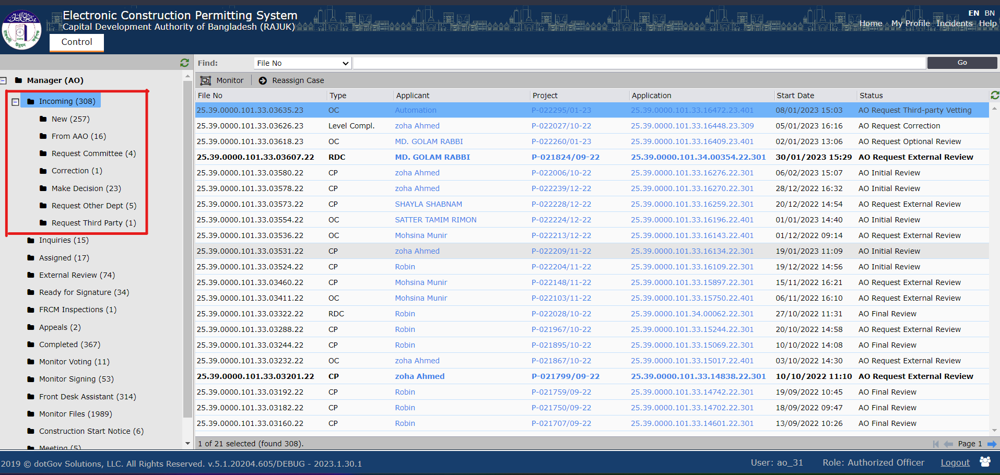 Electronic Construction Permitting System
Capital Development Authority of Bangladesh (RAJUK)
EN BN
Home My Profile Incidents Help
Control
Find: File No Go
Manager (AO)
Incoming (308)
New (257)
From AAO (16)
Request Committee (4)
Correction (1)
Make Decision (23)
Request Other Dept (5)
Request Third Party (1)
Inquiries (15)
Assigned (17)
External Review (74)
Ready for Signature (34)
FRCM Inspections (1)
Appeals (2)
Completed (367)
Monitor Voting (11)
Monitor Signing (53)
Front Desk Assistant (314)
Monitor Files (1989)
Construction Start Notice (6)
Meeting (5)
Monitor Reassign Case
File No Type Applicant Project Application Start Date Status
25.39.0000.101.33.03635.23 OC Automation P-022295/01-23 25.39.0000.101.33.16472.23.401 08/01/2023 15:03 AO Request Third-party Vetting
25.39.0000.101.33.03626.23 Level Compl. zoha Ahmed P-022027/10-22 25.39.0000.101.33.16448.23.309 05/01/2023 16:16 AO Request Correction
25.39.0000.101.33.03618.23 OC MD. GOLAM RABBI P-022260/01-23 25.39.0000.101.33.16409.23.401 02/01/2023 13:06 AO Request Optional Review
25.39.0000.101.33.03607.22 RDC MD. GOLAM RABBI P-021824/09-22 25.39.0000.101.34.00354.22.301 30/01/2023 15:29 AO Request External Review
25.39.0000.101.33.03580.22 CP zoha Ahmed P-022006/10-22 25.39.0000.101.33.16276.22.301 06/02/2023 15:07 AO Initial Review
25.39.0000.101.33.03578.22 CP zoha Ahmed P-022239/12-22 25.39.0000.101.33.16270.22.301 28/12/2022 16:32 AO Initial Review
25.39.0000.101.33.03573.22 CP SHAYLA SHABNAM P-022228/12-22 25.39.0000.101.33.16259.22.301 20/12/2022 14:54 AO Request External Review
25.39.0000.101.33.03554.22 OC SATTER TAMIM RIMON P-022224/12-22 25.39.0000.101.33.16196.22.401 01/01/2023 14:40 AO Initial Review
25.39.0000.101.33.03536.22 OC Mohsina Munir P-022213/12-22 25.39.0000.101.33.16143.22.401 01/12/2022 09:14 AO Request External Review
25.39.0000.101.33.03531.22 CP zoha Ahmed P-022209/11-22 25.39.0000.101.33.16134.22.301 19/01/2023 11:09 AO Initial Review
25.39.0000.101.33.03524.22 CP Robin P-022204/11-22 25.39.0000.101.33.16109.22.301 19/12/2022 14:56 AO Initial Review
25.39.0000.101.33.03460.22 CP Mohsina Munir P-022148/11-22 25.39.0000.101.33.15897.22.301 15/11/2022 16:21 AO Request External Review
25.39.0000.101.33.03411.22 OC Mohsina Munir P-022103/11-22 25.39.0000.101.33.15750.22.401 06/11/2022 16:10 AO Request External Review
25.39.0000.101.33.03322.22 RDC Robin P-022028/10-22 25.39.0000.101.34.00062.22.301 27/10/2022 11:31 AO Final Review
25.39.0000.101.33.03288.22 CP Robin P-021967/10-22 25.39.0000.101.33.15244.22.301 20/10/2022 14:58 AO Request External Review
25.39.0000.101.33.03244.22 CP Robin P-021895/10-22 25.39.0000.101.33.15069.22.301 10/10/2022 14:08 AO Final Review
25.39.0000.101.33.03232.22 OC zoha Ahmed P-021867/10-22 25.39.0000.101.33.15017.22.401 03/10/2022 14:30 AO Request External Review
25.39.0000.101.33.03201.22 CP zoha Ahmed P-021799/09-22 25.39.0000.101.33.14838.22.301 10/10/2022 11:10 AO Request External Review
25.39.0000.101.33.03192.22 CP Robin P-021759/09-22 25.39.0000.101.33.14742.22.301 19/09/2022 10:45 AO Final Review
25.39.0000.101.33.03182.22 CP Robin P-021750/09-22 25.39.0000.101.33.14702.22.301 18/09/2022 09:47 AO Final Review
25.39.0000.101.33.03160.22 CP Robin P-021707/09-22 25.39.0000.101.33.14601.22.301 13/09/2022 10:26 AO Final Review
1 of 21 selected (found 308). Page 1
2019 © dotGov Solutions, LLC. All Rights Reserved. v.5.1.20204.605/DEBUG - 2023.1.30.1 User: ao_31 Role: Authorized Officer Logout